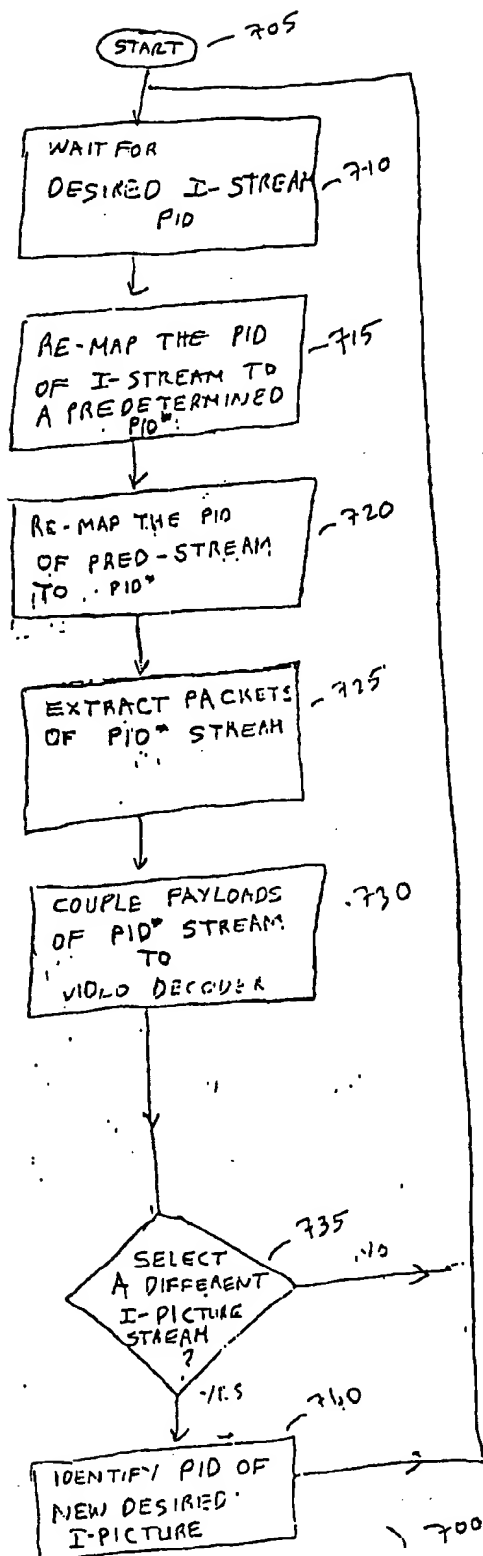 START 705
WAIT FOR
DESIRED I-STREAM
PID
710
RE-MAP THE PID
OF I-STREAM TO
A PREDETERMINED
PID*
715
RE-MAP THE PID
OF PRED-STREAM
TO PID*
720
EXTRACT PACKETS
OF PID* STREAM
725
COUPLE PAYLOADS
OF PID* STREAM
TO
VIDEO DECODER
730
735
SELECT
A DIFFERENT
I-PICTURE
STREAM
?
NO
YES
740
IDENTIFY PID OF
NEW DESIRED
I-PICTURE
700